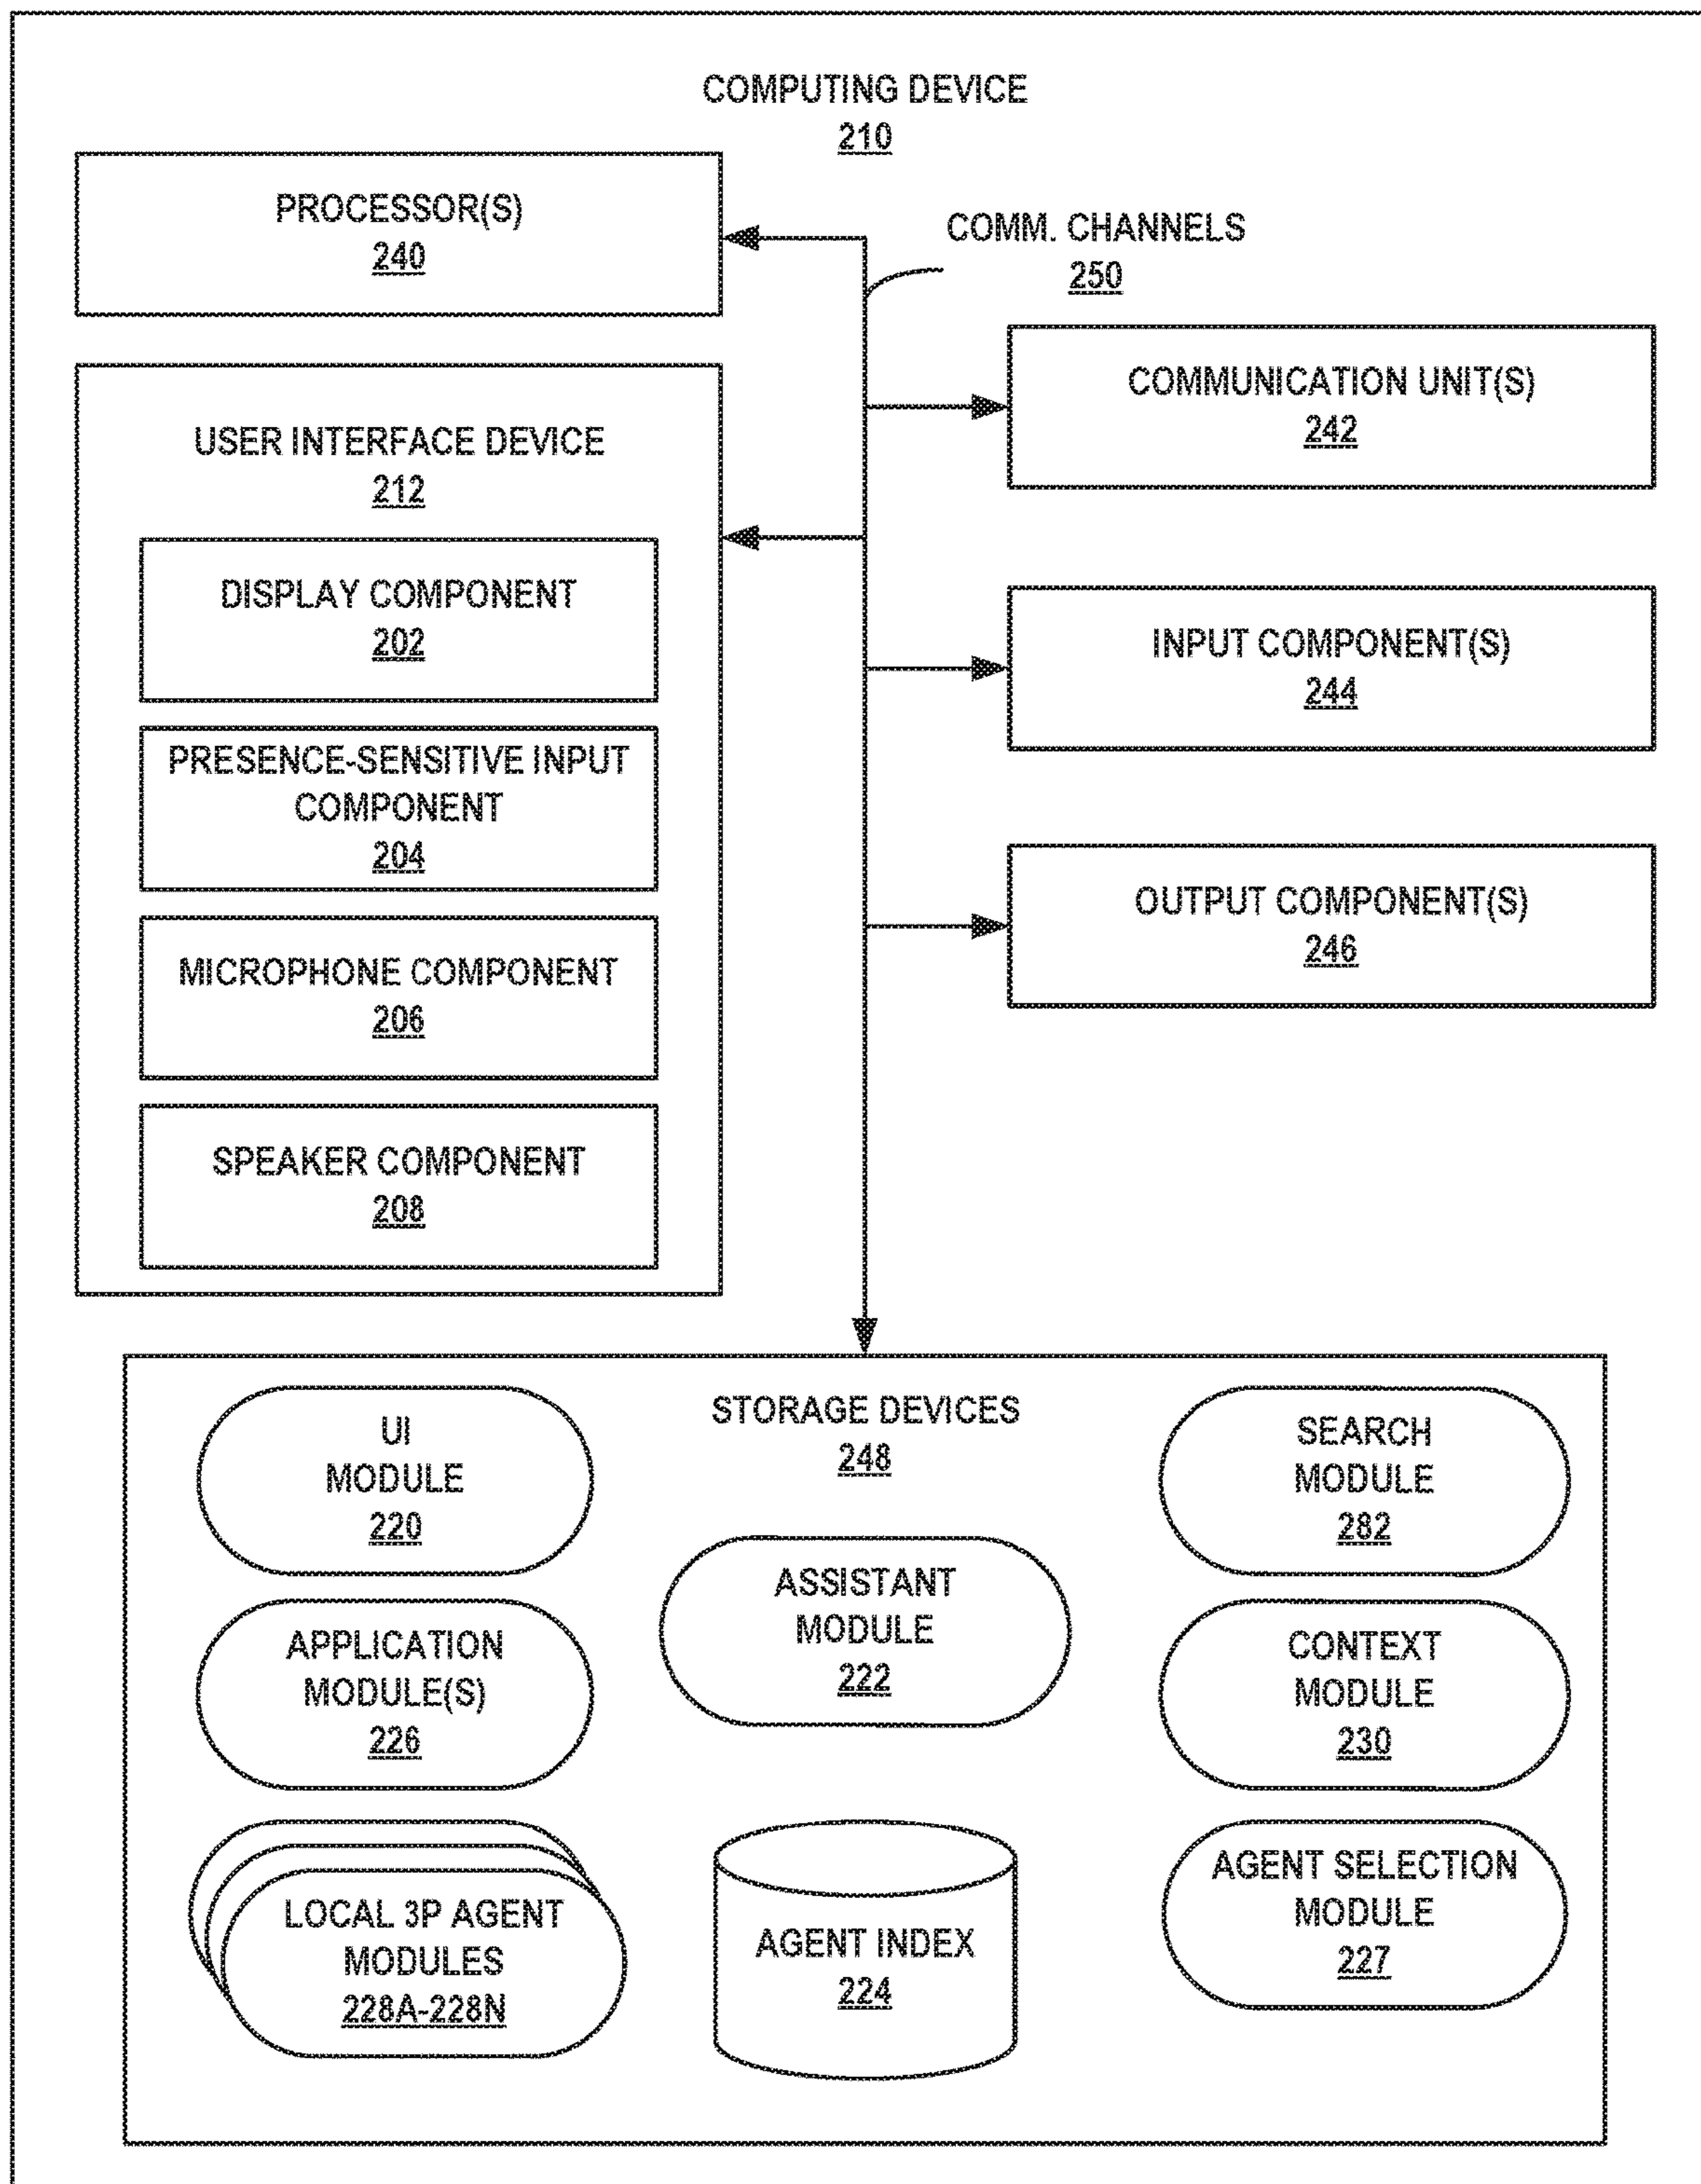 COMPUTING DEVICE
210
PROCESSOR(S)
240
COMM. CHANNELS
250
COMMUNICATION UNIT(S)
242
USER INTERFACE DEVICE
212
DISPLAY COMPONENT
202
INPUT COMPONENT(S)
244
PRESENCE-SENSITIVE INPUT
COMPONENT
204
OUTPUT COMPONENT(S)
246
MICROPHONE COMPONENT
206
SPEAKER COMPONENT
208
STORAGE DEVICES
248
UI
MODULE
220
SEARCH
MODULE
282
ASSISTANT
MODULE
222
APPLICATION
MODULE(S)
226
CONTEXT
MODULE
230
LOCAL 3P AGENT
MODULES
228A-228N
AGENT INDEX
224
AGENT SELECTION
MODULE
227